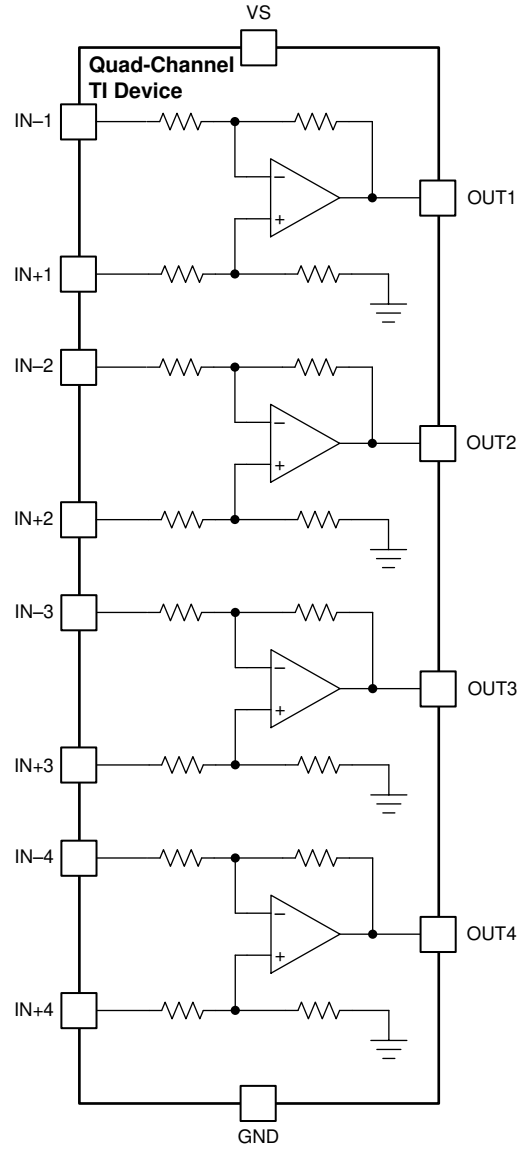 VS
Quad-Channel
TI Device
IN–1
−
OUT1
+
IN+1
IN–2
−
OUT2
+
IN+2
IN–3
−
OUT3
+
IN+3
IN–4
−
OUT4
+
IN+4
GND